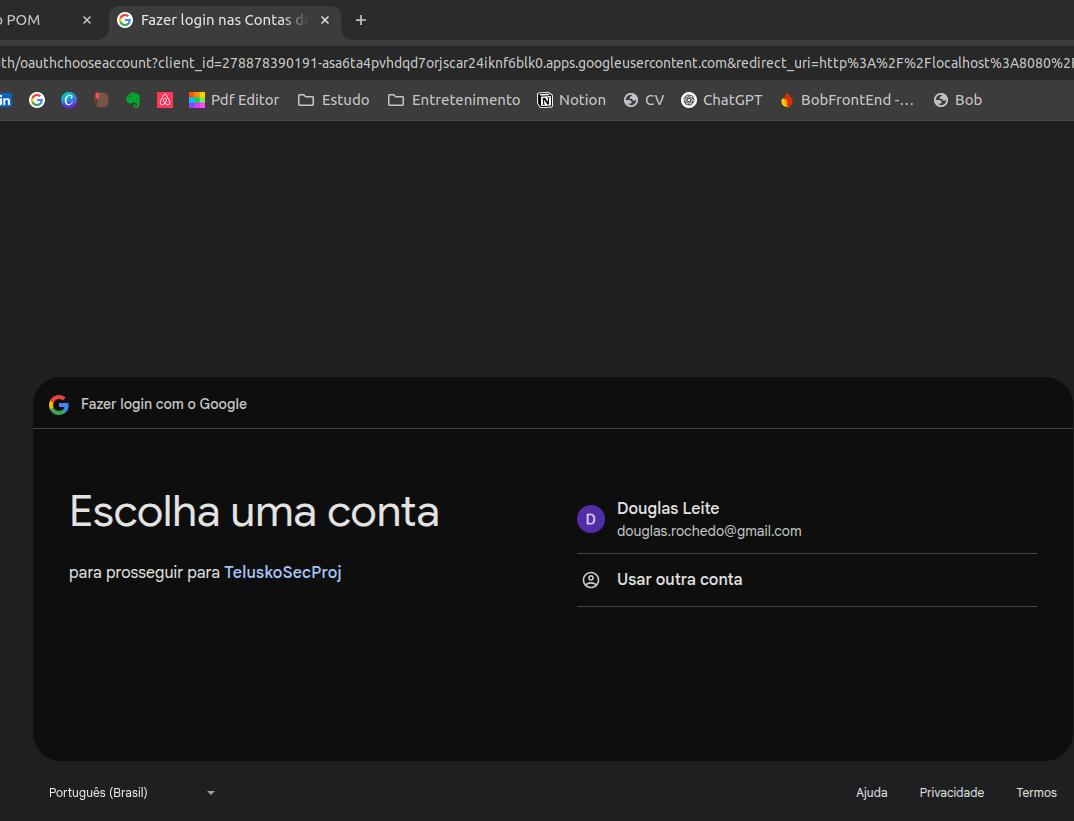 POM
Fazer login nas Contas d
th/oauthchooseaccount?client_id=278878390191-asa6ta4pvhdqd7orjscar24iknf6blk0.apps.googleusercontent.com&redirect_uri=http%3A%2F%2Flocalhost%3A8080%2F
in
Pdf Editor
Estudo
Entretenimento
Notion
CV
ChatGPT
BobFrontEnd -...
Bob
Fazer login com o Google
Escolha uma conta
para prosseguir para TeluskoSecProj
D
Douglas Leite
douglas.rochedo@gmail.com
Usar outra conta
Português (Brasil)
Ajuda
Privacidade
Termos